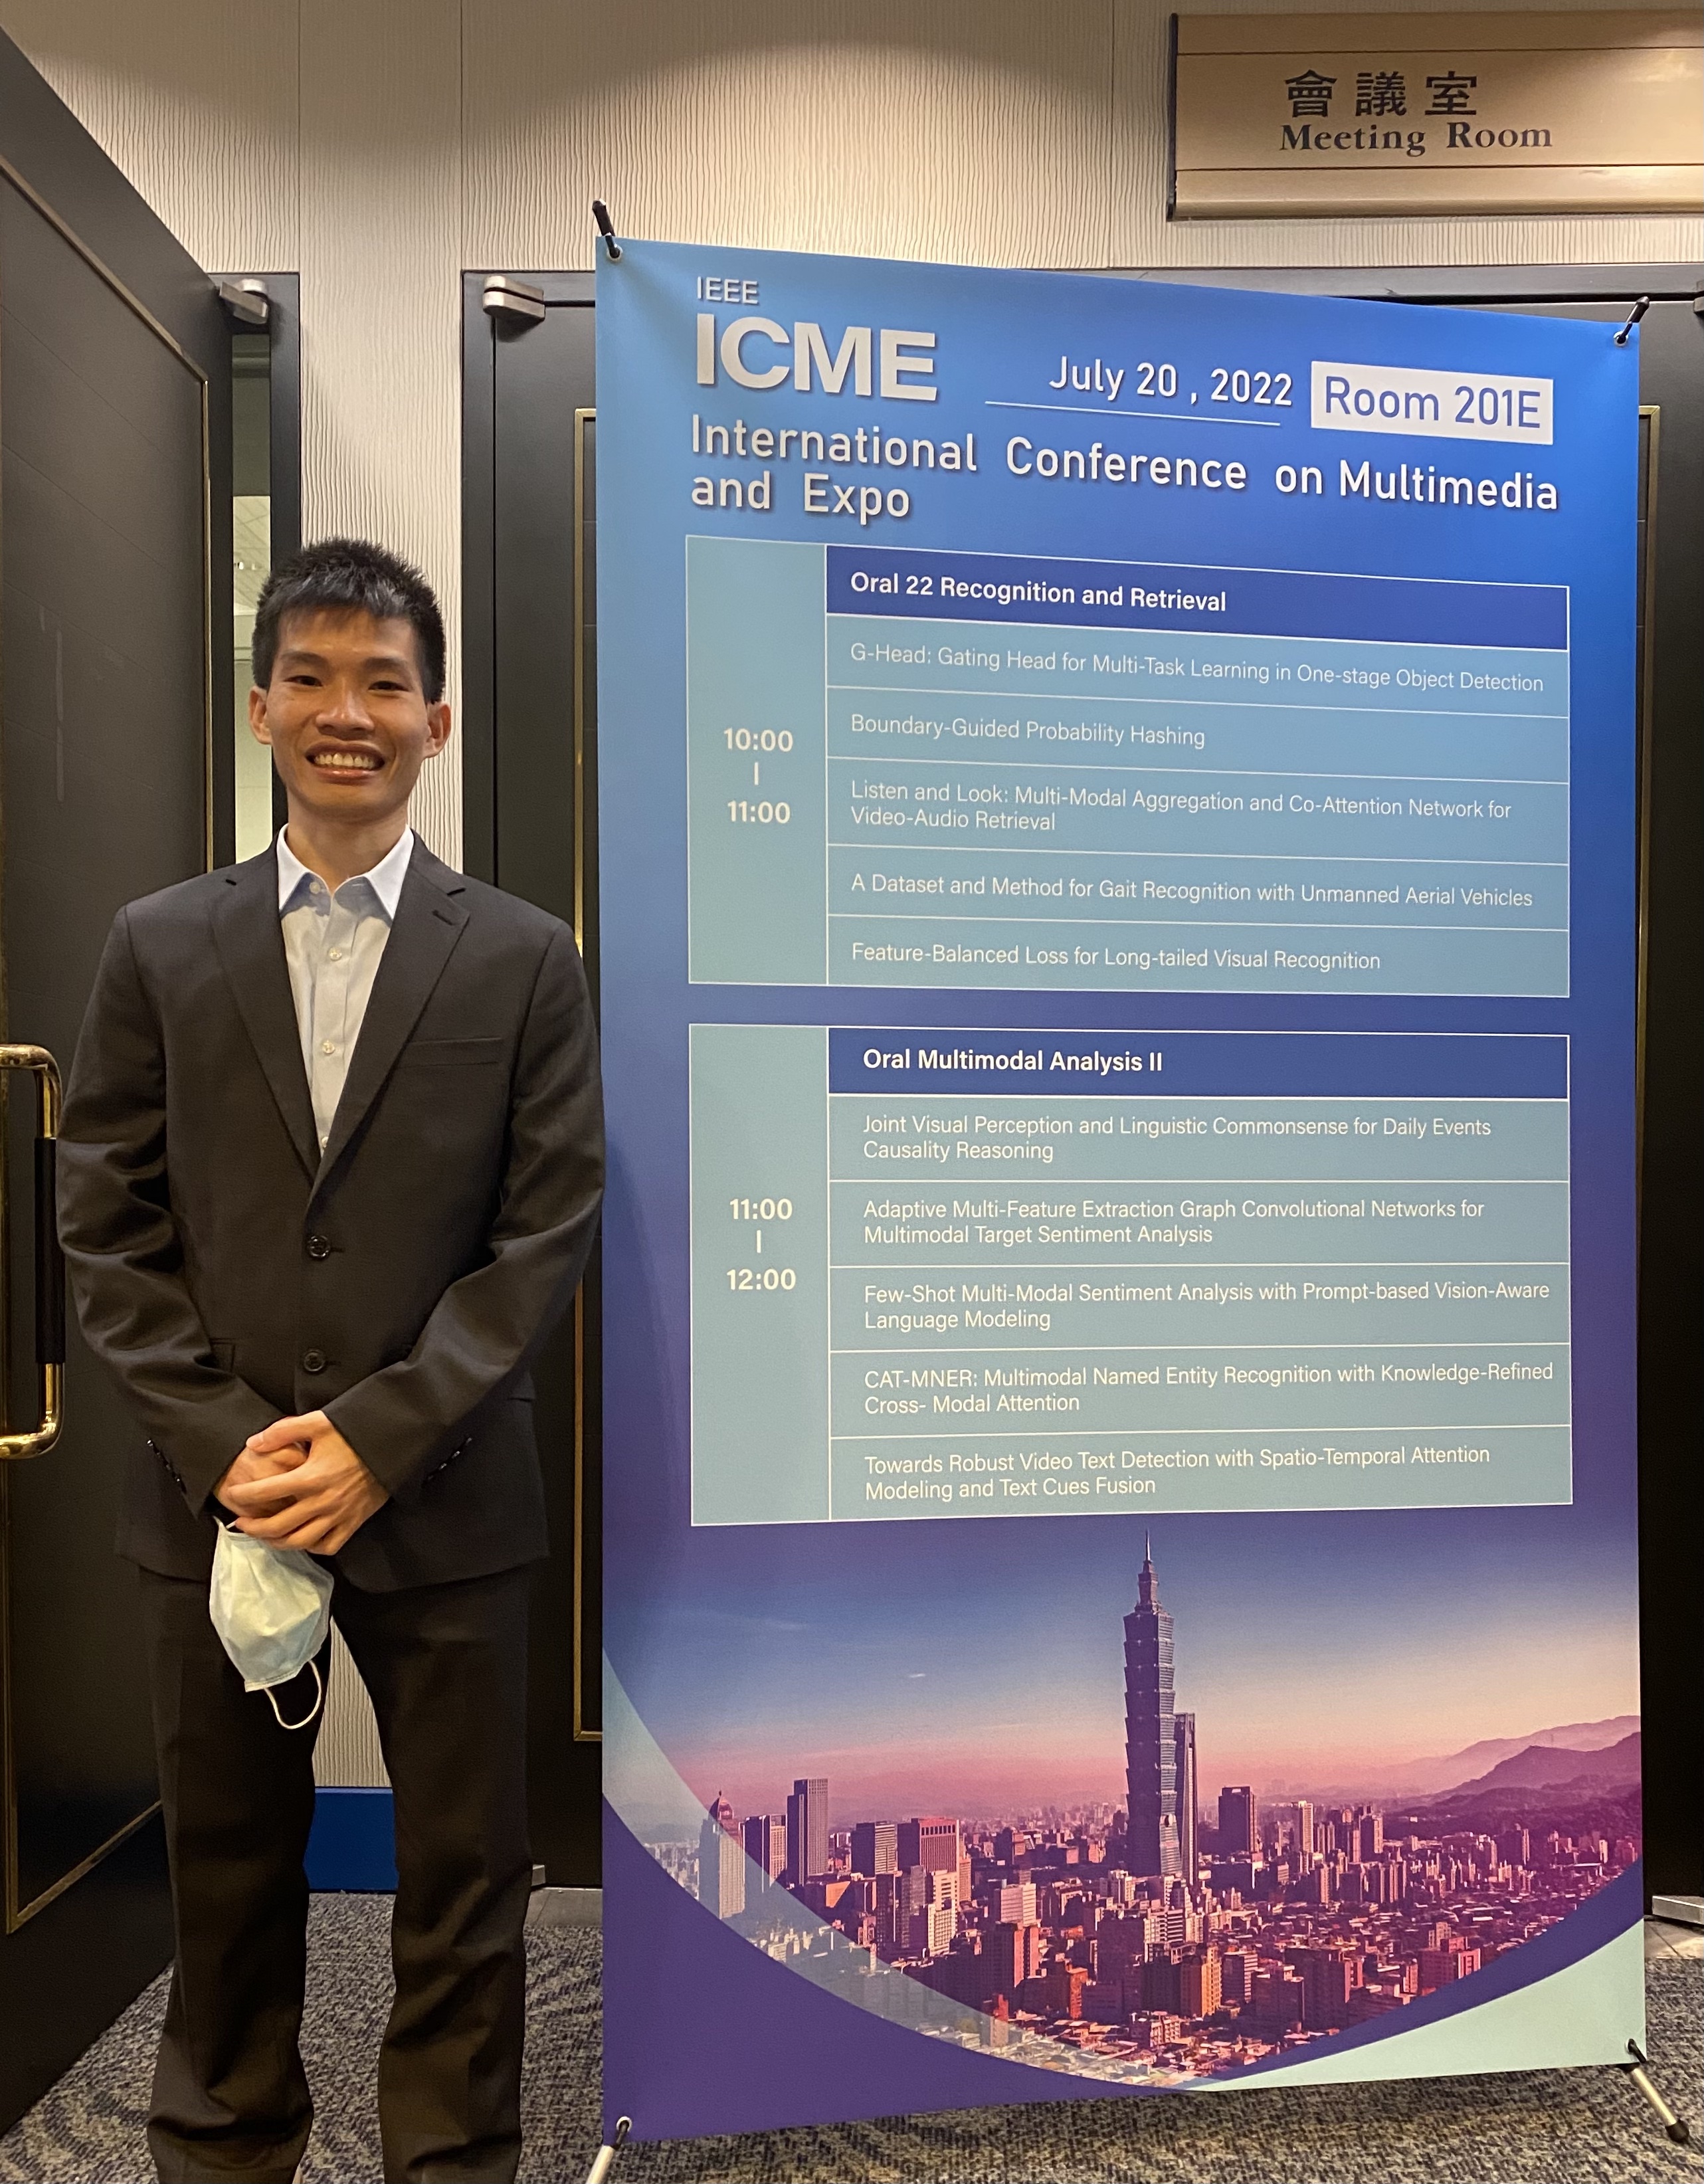 會議室
Meeting Room
IEEE
ICME
July 20 , 2022
Room 201E
International Conference on Multimedia
and Expo
10:00
|
11:00
Oral 22 Recognition and Retrieval
G-Head: Gating Head for Multi-Task Learning in One-stage Object Detection
Boundary-Guided Probability Hashing
Listen and Look: Multi-Modal Aggregation and Co-Attention Network for
Video-Audio Retrieval
A Dataset and Method for Gait Recognition with Unmanned Aerial Vehicles
Feature-Balanced Loss for Long-tailed Visual Recognition
11:00
|
12:00
Oral Multimodal Analysis II
Joint Visual Perception and Linguistic Commonsense for Daily Events
Causality Reasoning
Adaptive Multi-Feature Extraction Graph Convolutional Networks for
Multimodal Target Sentiment Analysis
Few-Shot Multi-Modal Sentiment Analysis with Prompt-based Vision-Aware
Language Modeling
CAT-MNER: Multimodal Named Entity Recognition with Knowledge-Refined
Cross- Modal Attention
Towards Robust Video Text Detection with Spatio-Temporal Attention
Modeling and Text Cues Fusion